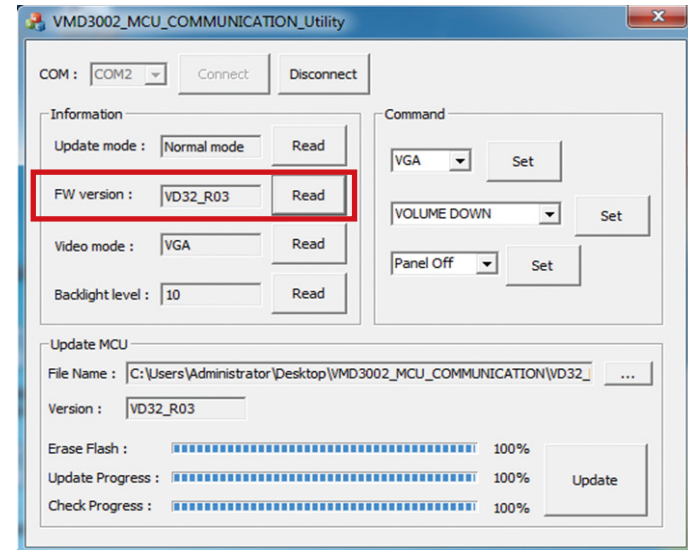 VMD3002_MCU_COMMUNICATION_Utility
COM : COM2 Connect Disconnect
Information
Update mode : Normal mode Read
FW version : VD32_R03 Read
Video mode : VGA Read
Backlight level : 10 Read
Command
VGA Set
VOLUME DOWN Set
Panel Off Set
Update MCU
File Name : C:\Users\Administrator\Desktop\VMD3002_MCU_COMMUNICATION\VD32_ ...
Version : VD32_R03
Erase Flash : 100%
Update Progress : 100%
Check Progress : 100%
Update